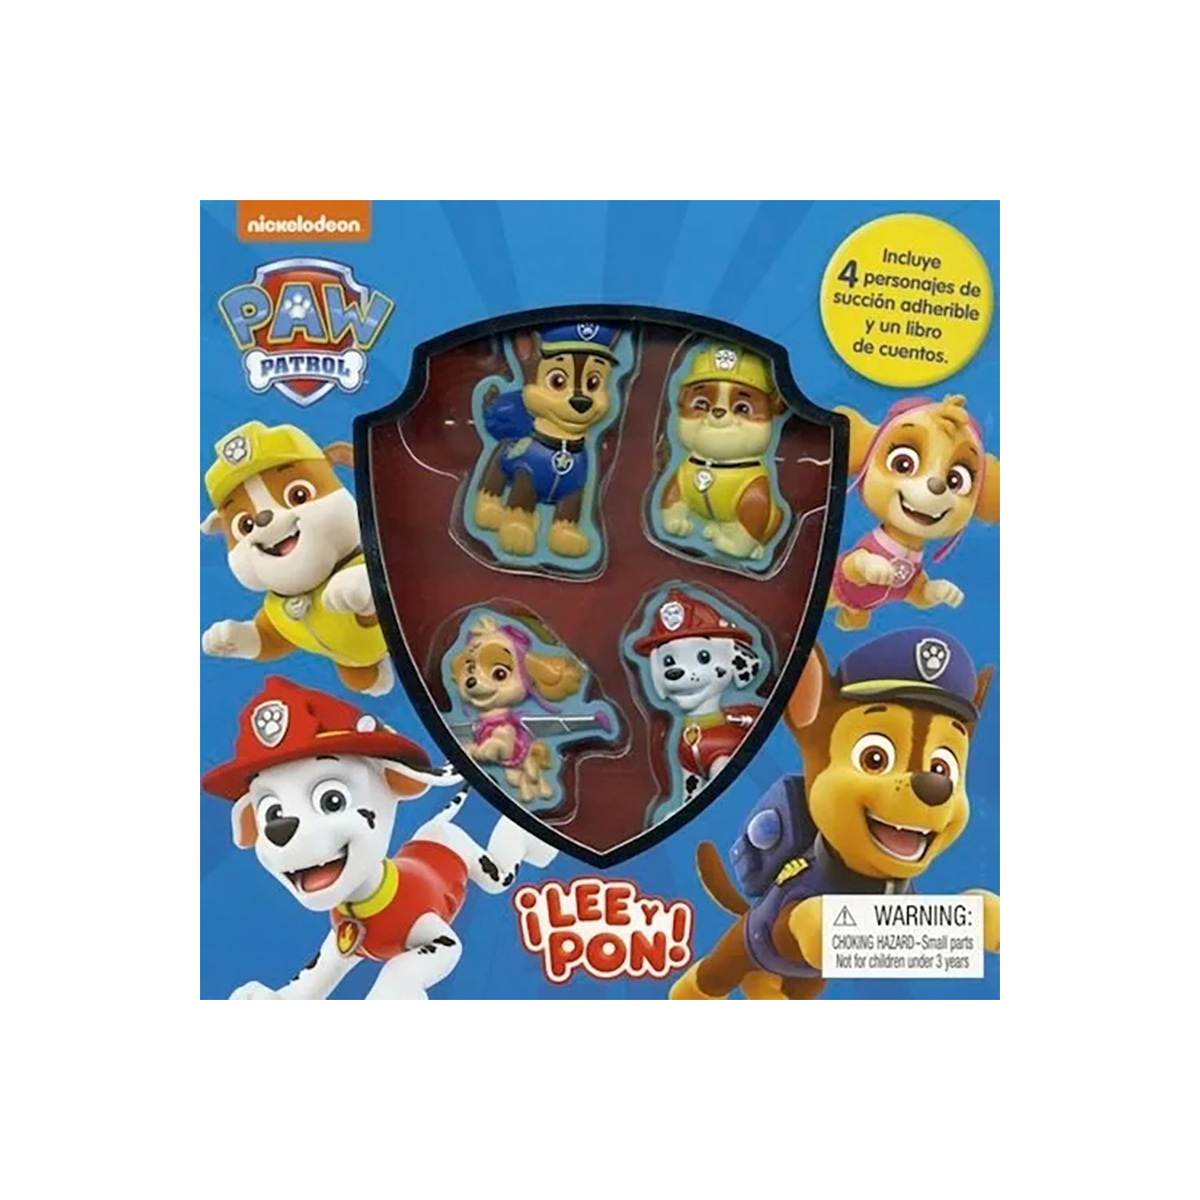 nickelodeon
PAW
PATROL
Incluye
4 personajes de
succión adherible
y un libro
de cuentos.
¡LEE Y
PON!
WARNING:
CHOKING HAZARD–Small parts
Not for children under 3 years